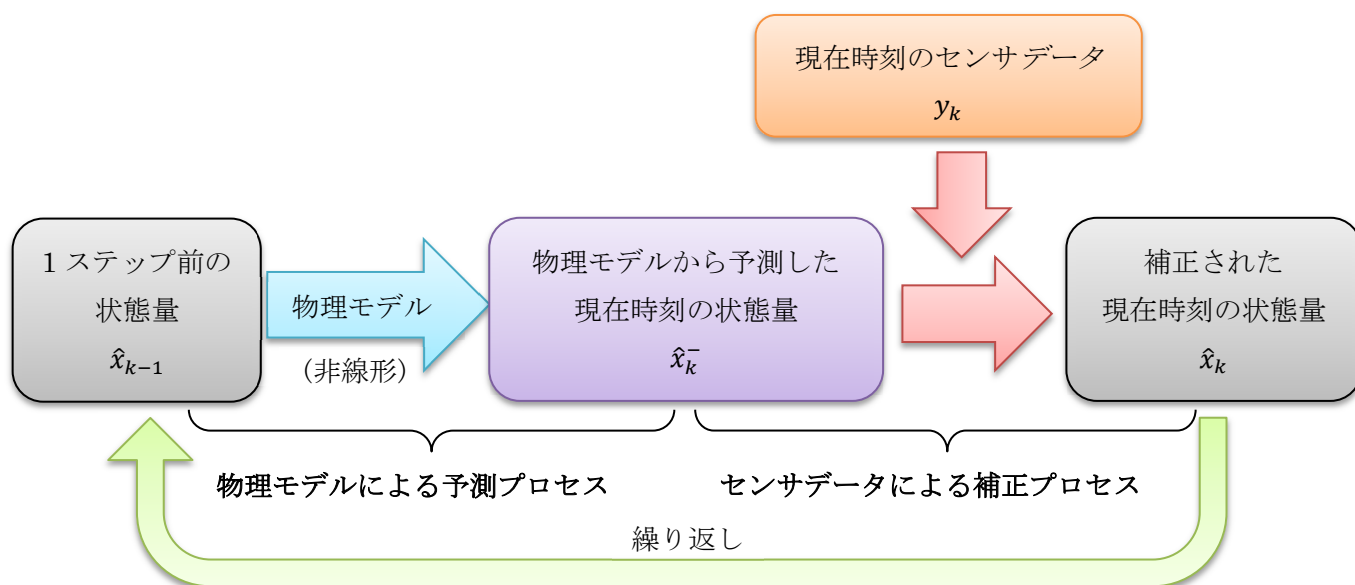 現在時刻のセンサデータ
y_k
1 ステップ前の
状態量
x̂_{k−1}
物理モデル
（非線形）
物理モデルから予測した
現在時刻の状態量
x̂_k^−
補正された
現在時刻の状態量
x̂_k
物理モデルによる予測プロセス
センサデータによる補正プロセス
繰り返し